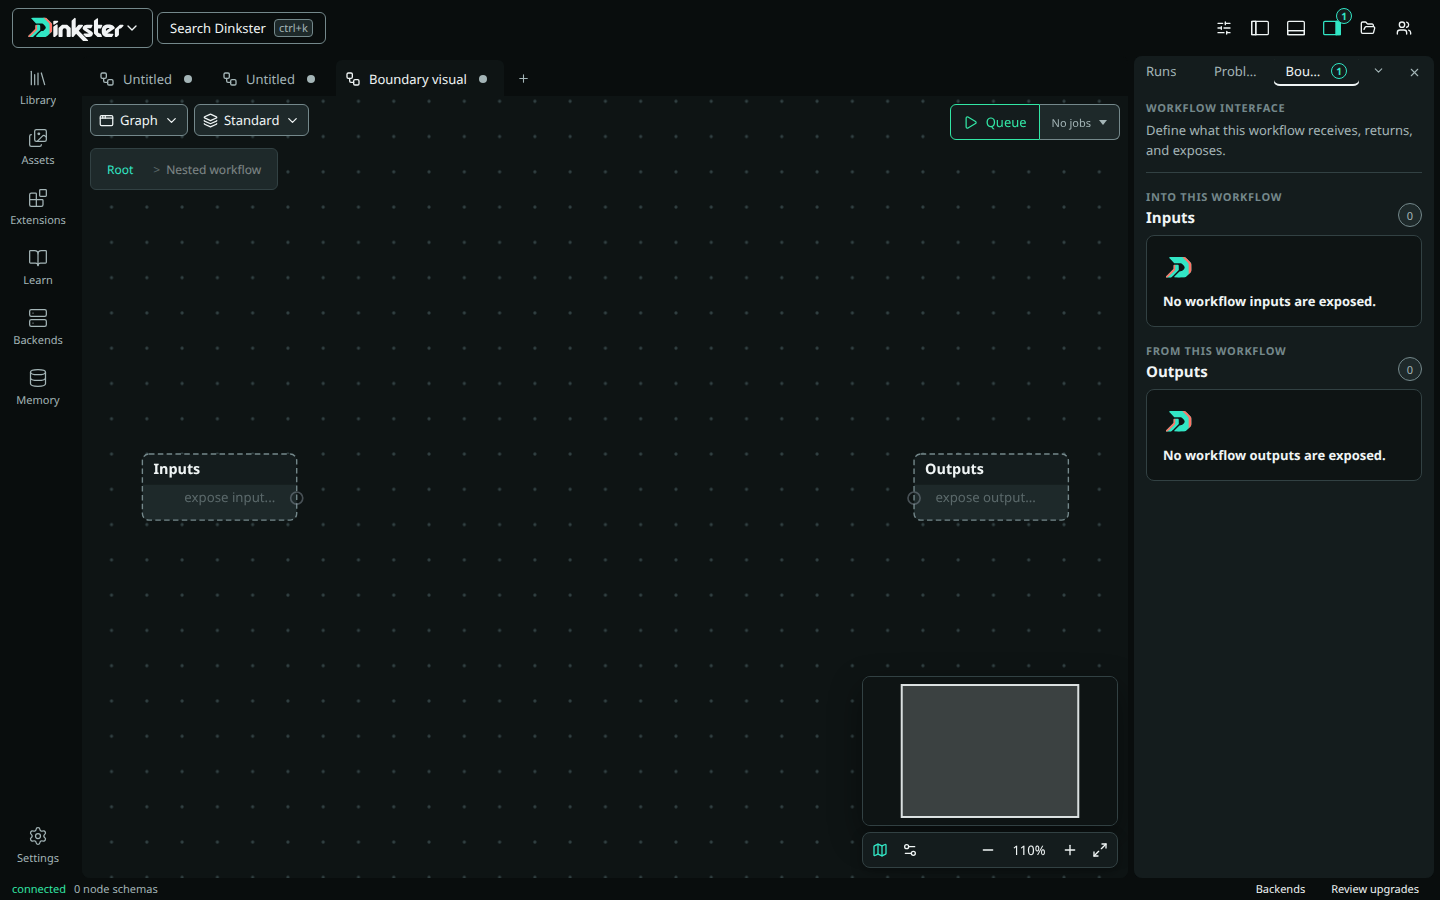 Dinkster
Search Dinkster ctrl+k
1
Library
Assets
Extensions
Learn
Backends
Memory
Settings
Untitled
Untitled
Boundary visual
Graph
Standard
Queue
No jobs
Root > Nested workflow
Inputs
expose input...
Outputs
expose output...
110%
Runs
Probl...
Bou... 1
WORKFLOW INTERFACE
Define what this workflow receives, returns,
and exposes.
INTO THIS WORKFLOW
Inputs 0
No workflow inputs are exposed.
FROM THIS WORKFLOW
Outputs 0
No workflow outputs are exposed.
connected 0 node schemas
Backends
Review upgrades